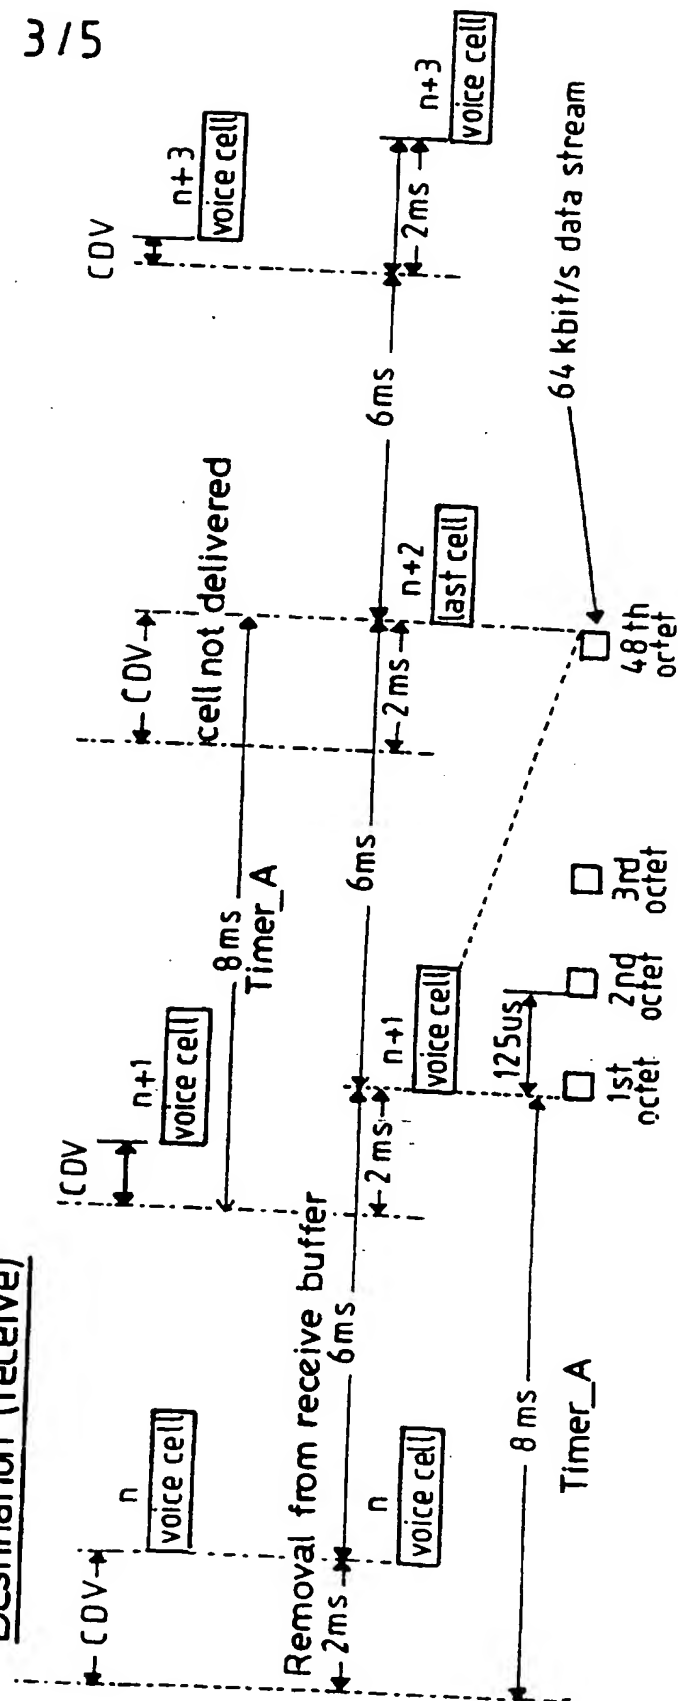 3/5
Destination (receive)
CDV
n
voice cell
CDV
n+1
voice cell
CDV
cell not delivered
CDV
n+3
voice cell
8ms
Timer_A
Removal from receive buffer
2ms
6ms
2ms
6ms
2ms
6ms
2ms
n
voice cell
n+1
voice cell
n+2
last cell
n+3
voice cell
8ms
Timer_A
125us
1st
octet
2nd
octet
3rd
octet
48th
octet
64 kbit/s data stream